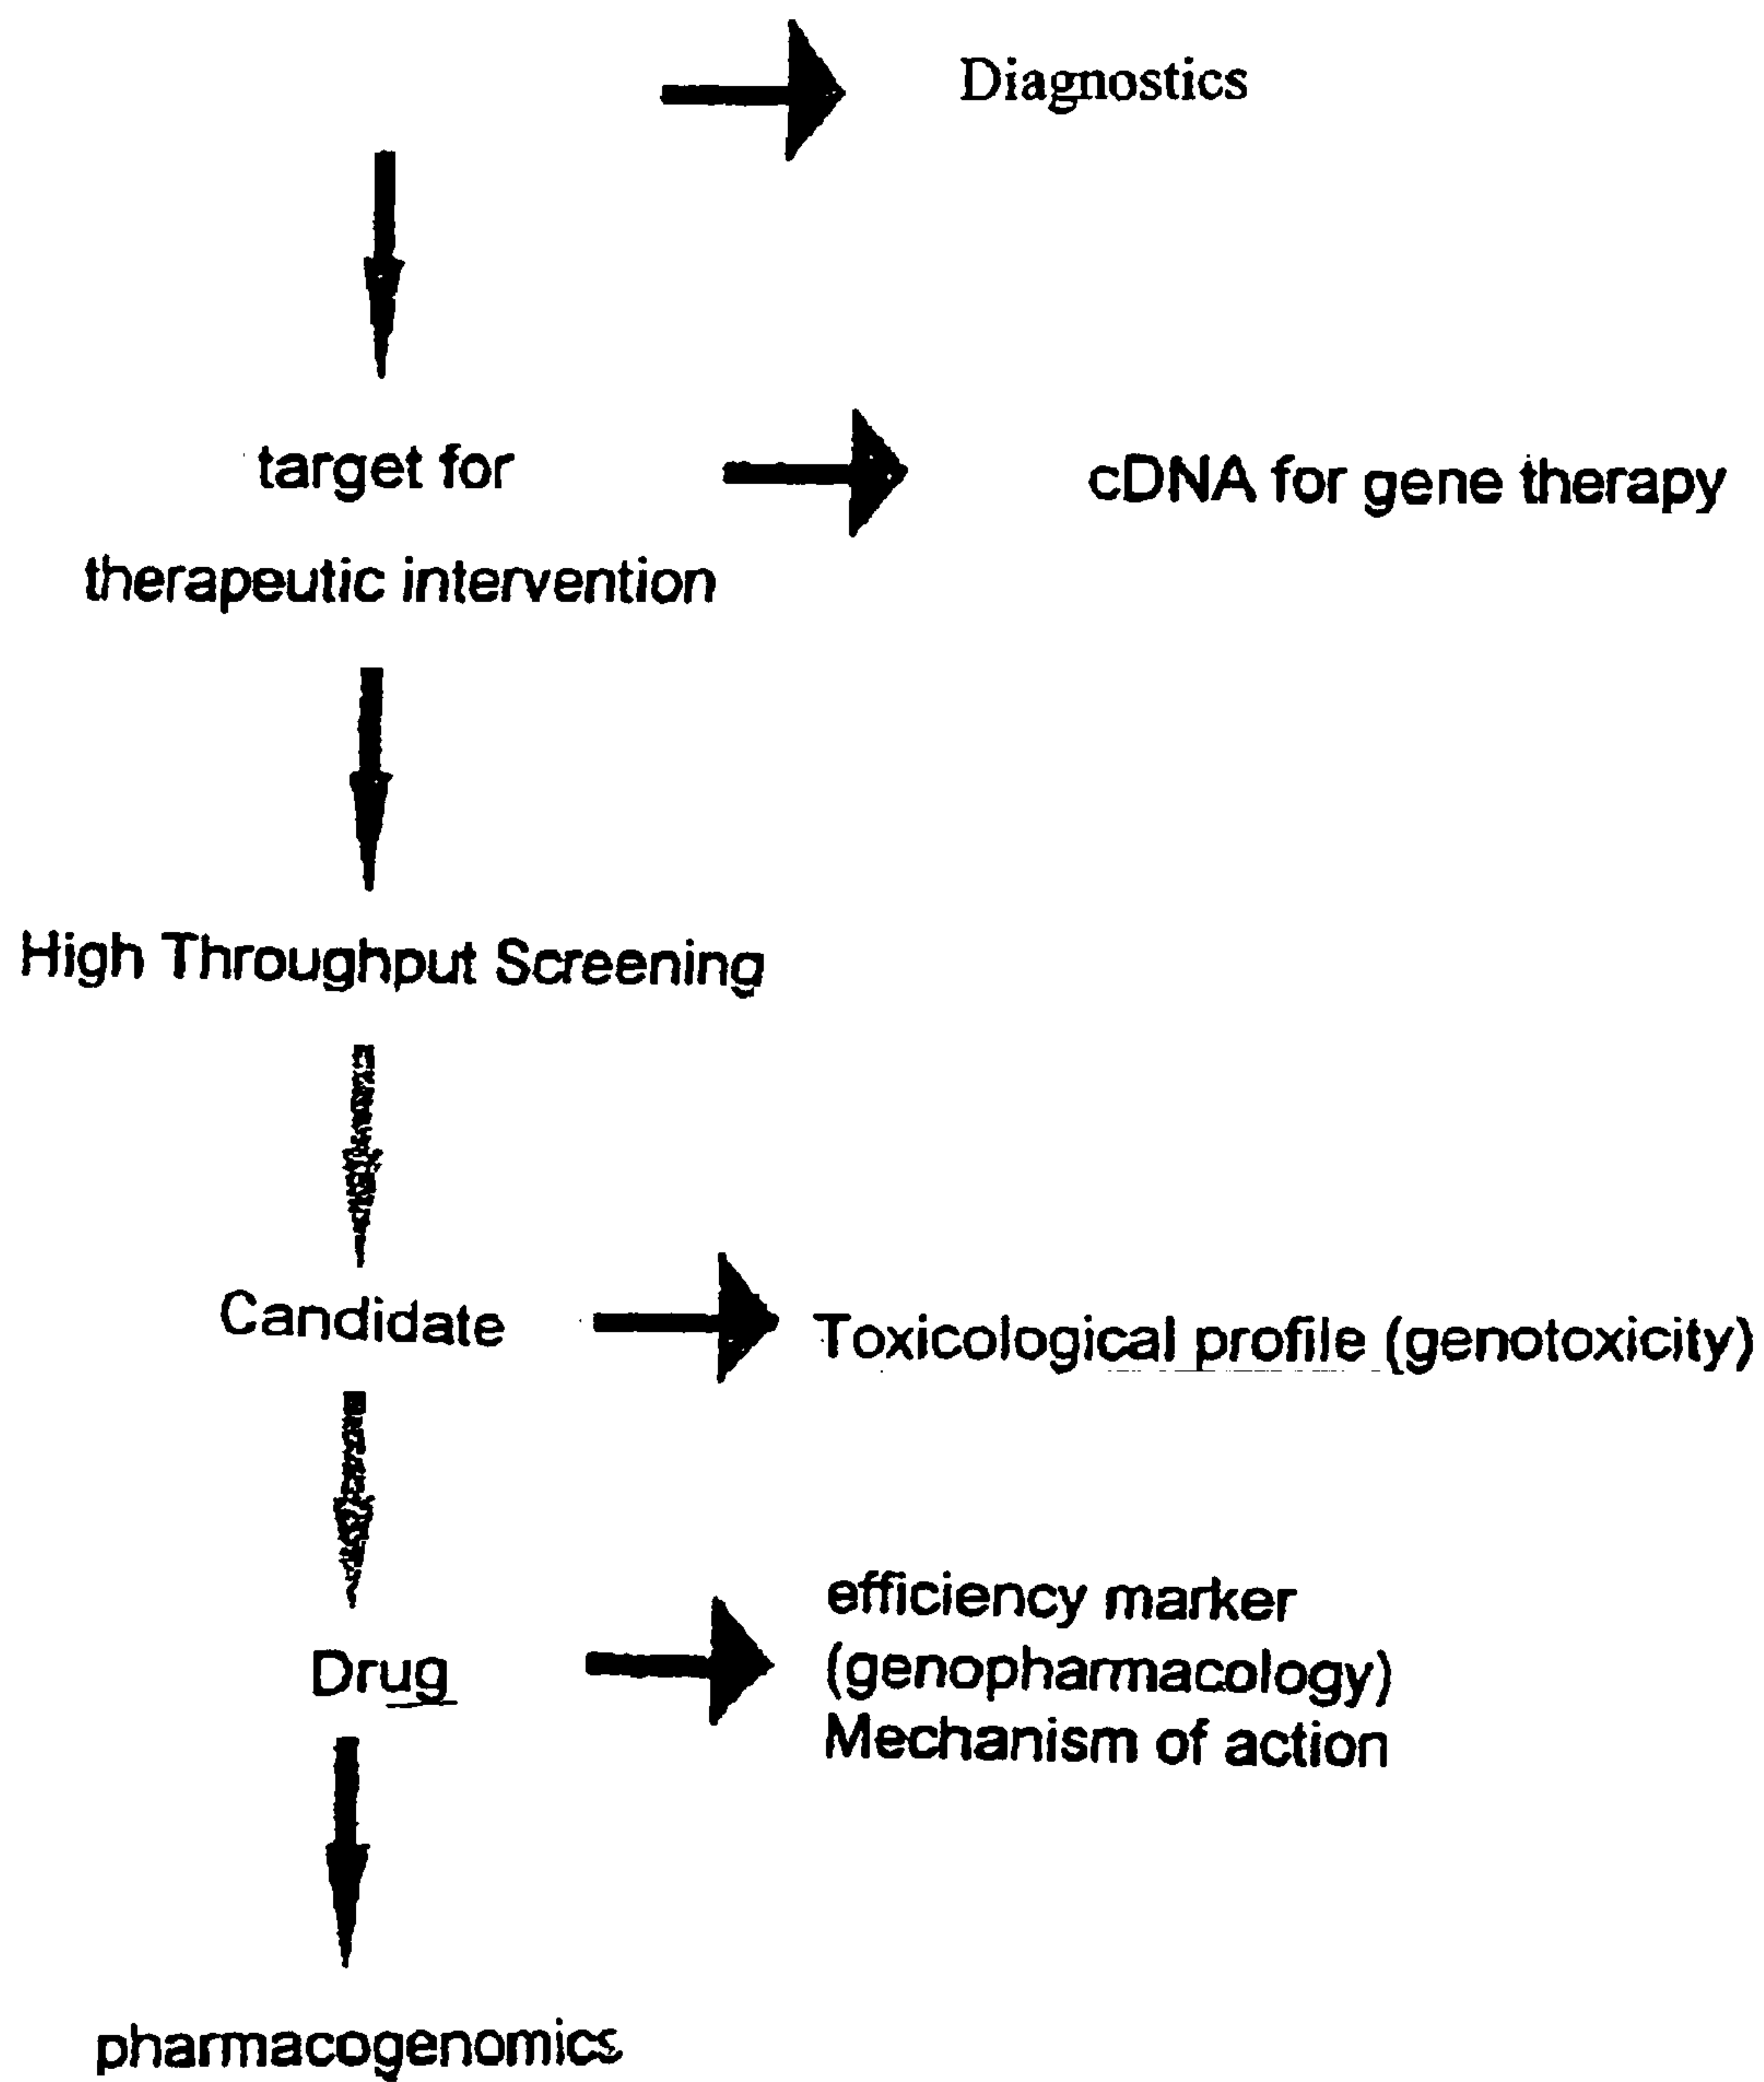 Diagnostics
target for
cDNA for gene therapy
therapeutic intervention
High Throughput Screening
Candidate
Toxicological profile (genotoxicity)
efficiency marker
(genopharmacology)
Drug
Mechanism of action
pharmacogenomics